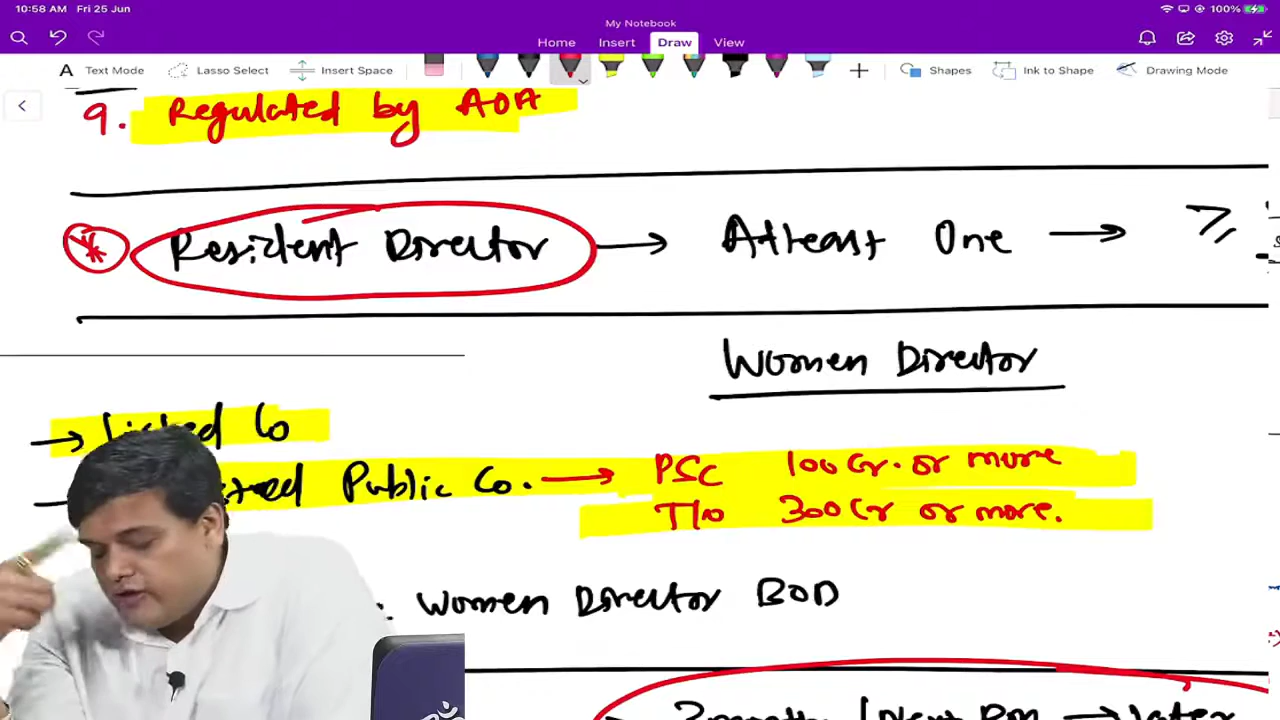 10:58 AM Fri 25 Jun
100%
My Notebook
Home Insert Draw View
A Text Mode Lasso Select Insert Space Shapes Ink to Shape Drawing Mode
9. Regulated by AOA
* Resident Director → Atleast One → ≥
Women Director
→ Listed Co
Public Co. → PSC 100 Cr. or more
T/o 300 Cr or more.
: Women Director BOD
→ later